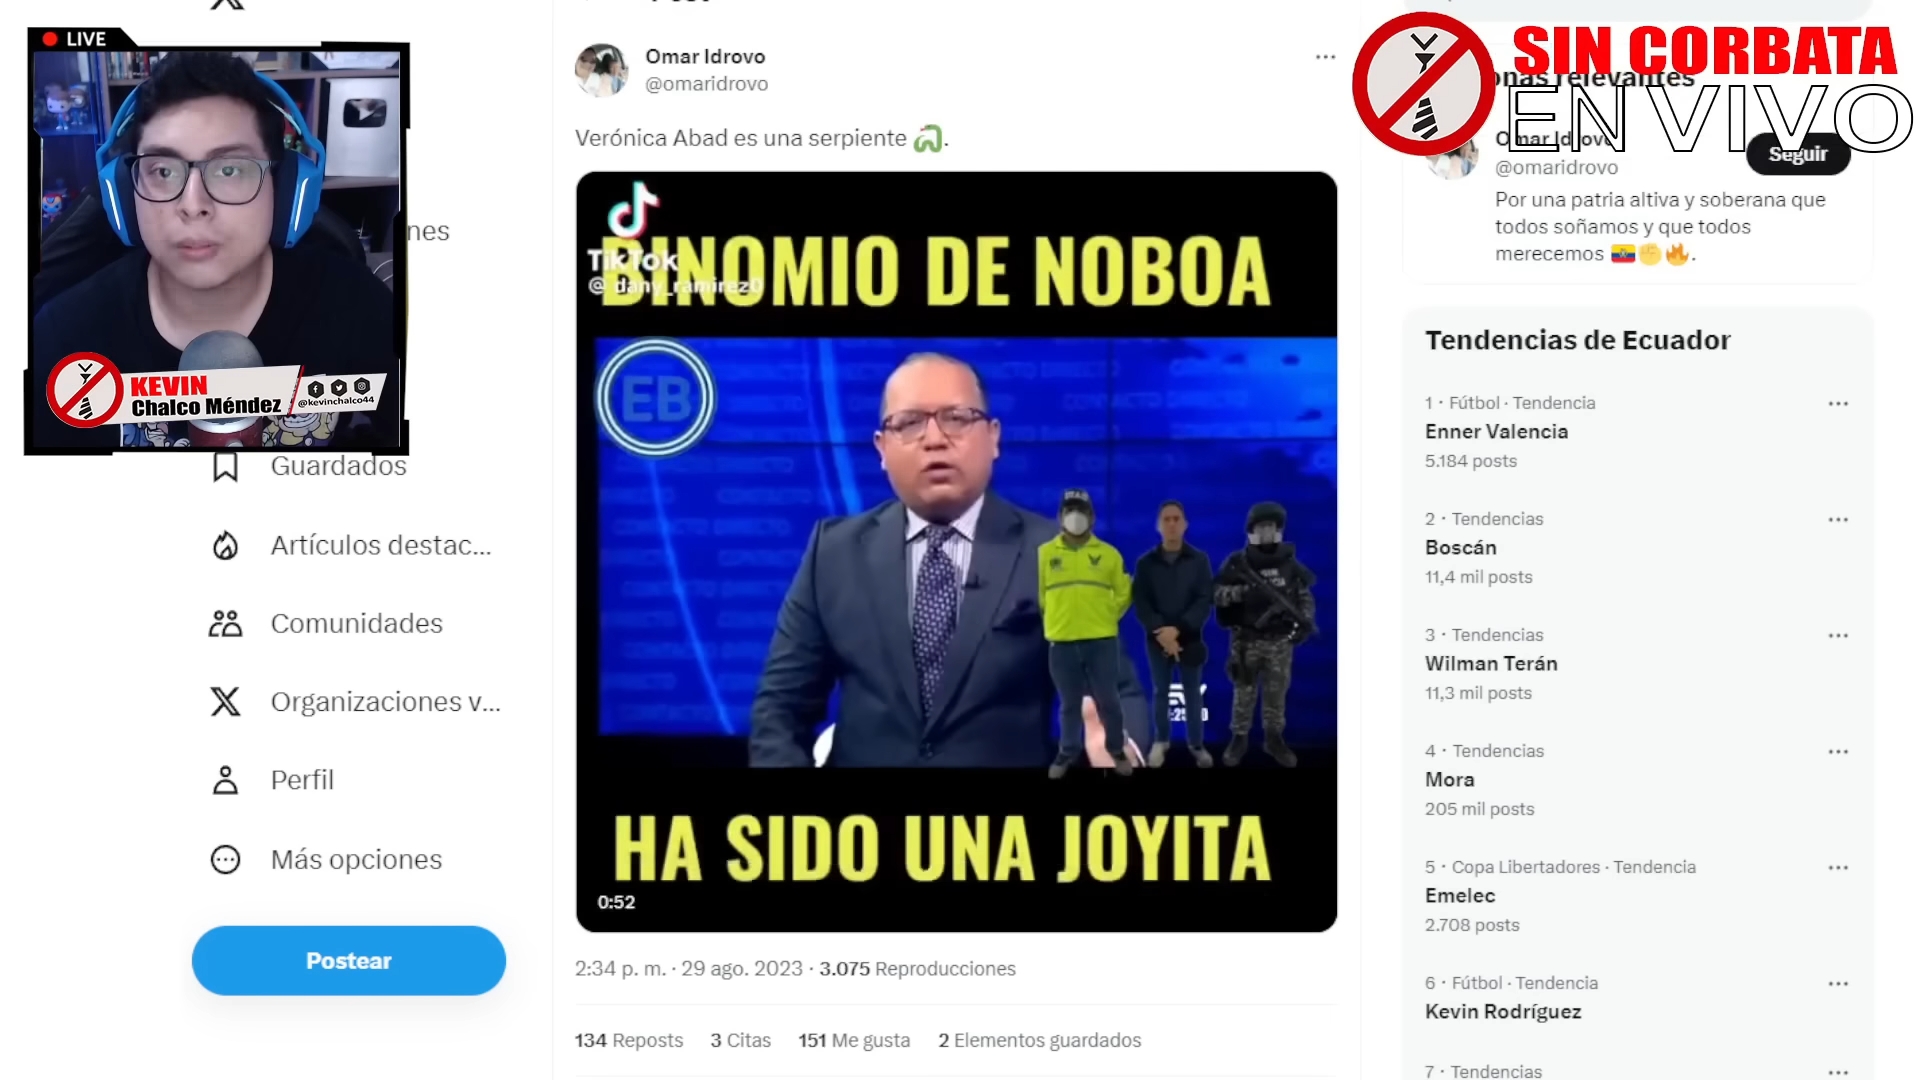 LIVE
KEVIN
Chalco Méndez
@kevinchalco44
nes
Guardados
Artículos destac...
Comunidades
Organizaciones v...
Perfil
Más opciones
Postear
Omar Idrovo
@omaridrovo
Verónica Abad es una serpiente
TikTok
@dany_ramirez0
BINOMIO DE NOBOA
EB
HA SIDO UNA JOYITA
0:52
2:34 p. m. · 29 ago. 2023 · 3.075 Reproducciones
134 Reposts 3 Citas 151 Me gusta 2 Elementos guardados
SIN CORBATA
EN VIVO
onas relevantes
Omar Idrovo
@omaridrovo
Seguir
Por una patria altiva y soberana que
todos soñamos y que todos
merecemos
Tendencias de Ecuador
1 · Fútbol · Tendencia
Enner Valencia
5.184 posts
2 · Tendencias
Boscán
11,4 mil posts
3 · Tendencias
Wilman Terán
11,3 mil posts
4 · Tendencias
Mora
205 mil posts
5 · Copa Libertadores · Tendencia
Emelec
2.708 posts
6 · Fútbol · Tendencia
Kevin Rodríguez
7 · Tendencias